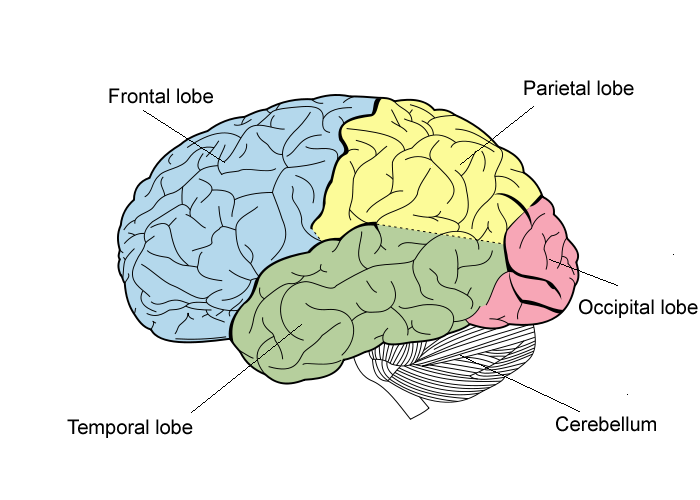 Parietal lobe
Frontal lobe
Occipital lobe
Cerebellum
Temporal lobe